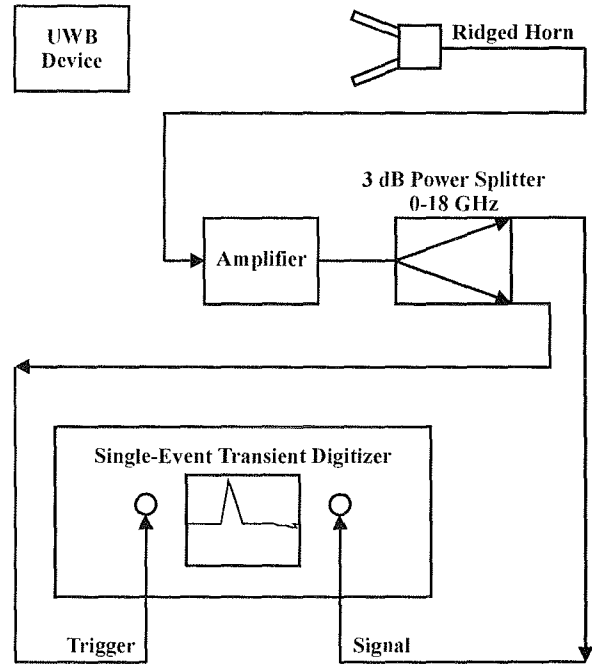 UWB
Device
Ridged Horn
3 dB Power Splitter
0-18 GHz
Amplifier
Single-Event Transient Digitizer
Trigger
Signal